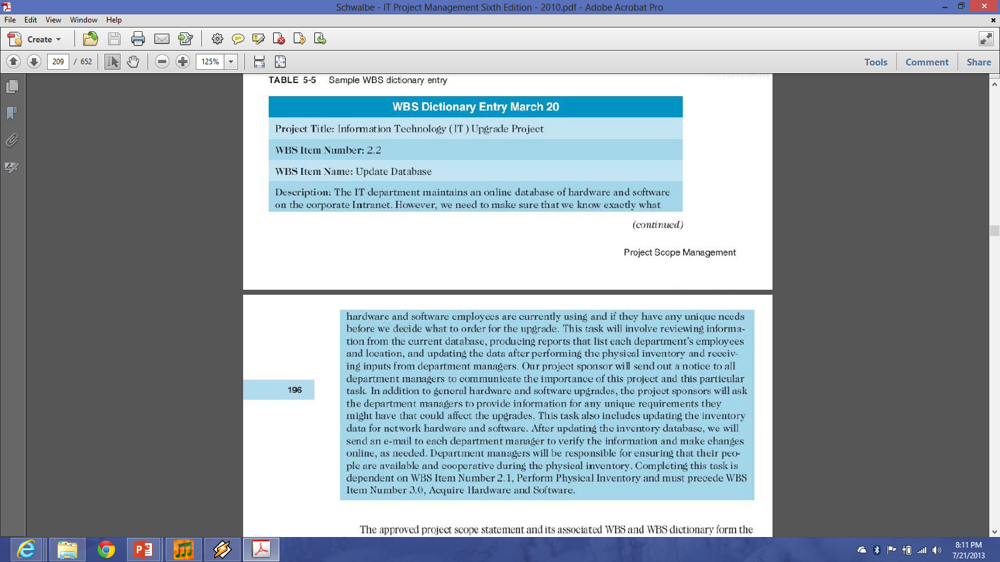 Schwalbe - IT Project Management Sixth Edition - 2010.pdf - Adobe Acrobat Pro
File Edit View Window Help
Create
209 / 652
125%
Tools Comment Share
TABLE 5-5 Sample WBS dictionary entry
WBS Dictionary Entry March 20
Project Title: Information Technology (IT) Upgrade Project
WBS Item Number: 2.2
WBS Item Name: Update Database
Description: The IT department maintains an online database of hardware and software
on the corporate Intranet. However, we need to make sure that we know exactly what
(continued)
Project Scope Management
hardware and software employees are currently using and if they have any unique needs
before we decide what to order for the upgrade. This task will involve reviewing informa-
tion from the current database, producing reports that list each department's employees
and location, and updating the data after performing the physical inventory and receiv-
ing inputs from department managers. Our project sponsor will send out a notice to all
department managers to communicate the importance of this project and this particular
task. In addition to general hardware and software upgrades, the project sponsors will ask
the department managers to provide information for any unique requirements they
might have that could affect the upgrades. This task also includes updating the inventory
data for network hardware and software. After updating the inventory database, we will
send an e-mail to each department manager to verify the information and make changes
online, as needed. Department managers will be responsible for ensuring that their peo-
ple are available and cooperative during the physical inventory. Completing this task is
dependent on WBS Item Number 2.1, Perform Physical Inventory and must precede WBS
Item Number 3.0, Acquire Hardware and Software.
196
The approved project scope statement and its associated WBS and WBS dictionary form the
8:11 PM
7/21/2013